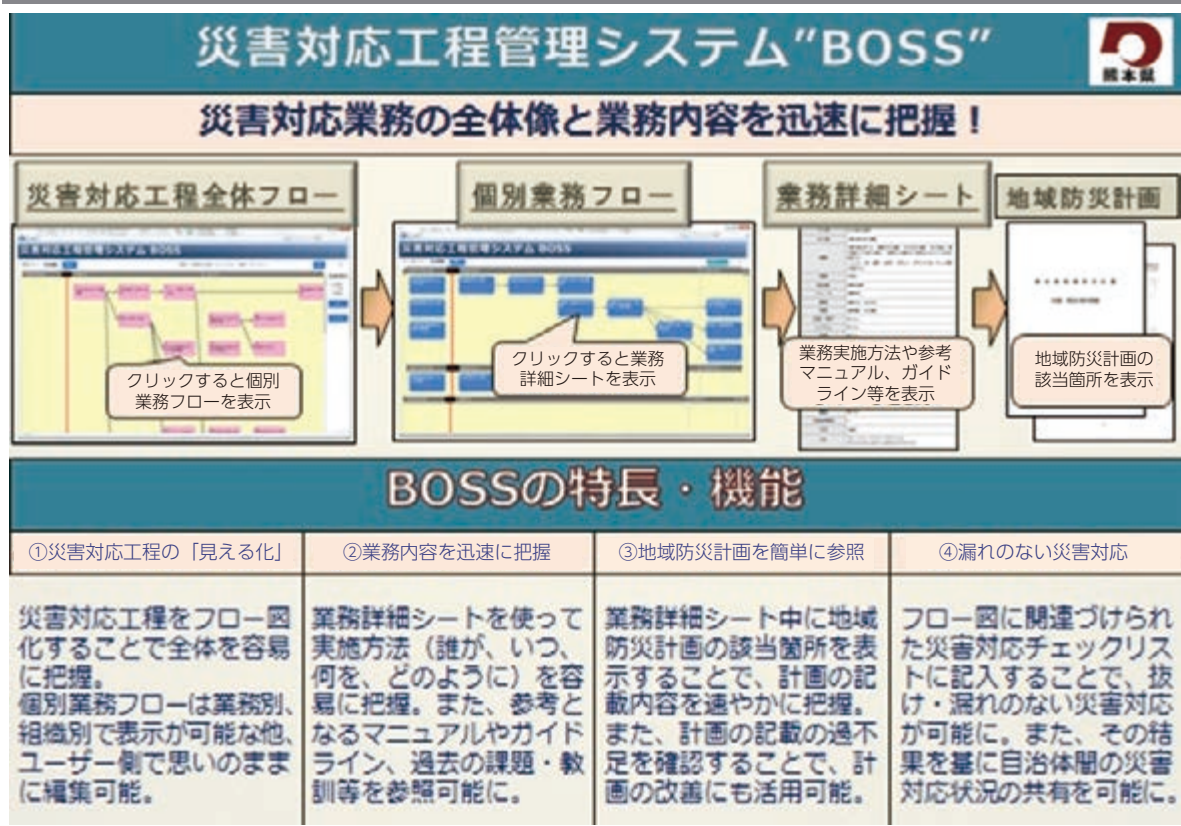 災害対応工程管理システム”BOSS”
熊本県
災害対応業務の全体像と業務内容を迅速に把握！
災害対応工程全体フロー
個別業務フロー
業務詳細シート
地域防災計画
災害対応工程管理システム BOSS
災害対応工程管理システム BOSS
クリックすると個別
業務フローを表示
クリックすると業務
詳細シートを表示
業務実施方法や参考
マニュアル、ガイド
ライン等を表示
地域防災計画の
該当箇所を表示
BOSSの特長・機能
①災害対応工程の「見える化」
②業務内容を迅速に把握
③地域防災計画を簡単に参照
④漏れのない災害対応
災害対応工程をフロー図
化することで全体を容易
に把握。
個別業務フローは業務別、
組織別で表示が可能な他、
ユーザー側で思いのまま
に編集可能。
業務詳細シートを使って
実施方法（誰が、いつ、
何を、どのように）を容
易に把握。また、参考と
なるマニュアルやガイド
ライン、過去の課題・教
訓等を参照可能に。
業務詳細シート中に地域
防災計画の該当箇所を表
示することで、計画の記
載内容を速やかに把握。
また、計画の記載の過不
足を確認することで、計
画の改善にも活用可能。
フロー図に関連づけられ
た災害対応チェックリス
トに記入することで、抜
け・漏れのない災害対応
が可能に。また、その結
果を基に自治体間の災害
対応状況の共有を可能に。